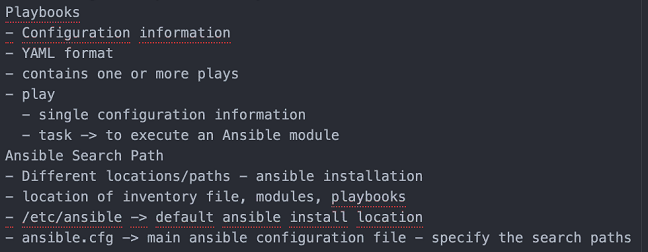 Playbooks
- Configuration information
- YAML format
- contains one or more plays
- play
  - single configuration information
  - task -> to execute an Ansible module
Ansible Search Path
- Different locations/paths - ansible installation
- location of inventory file, modules, playbooks
- /etc/ansible -> default ansible install location
- ansible.cfg -> main ansible configuration file - specify the search paths